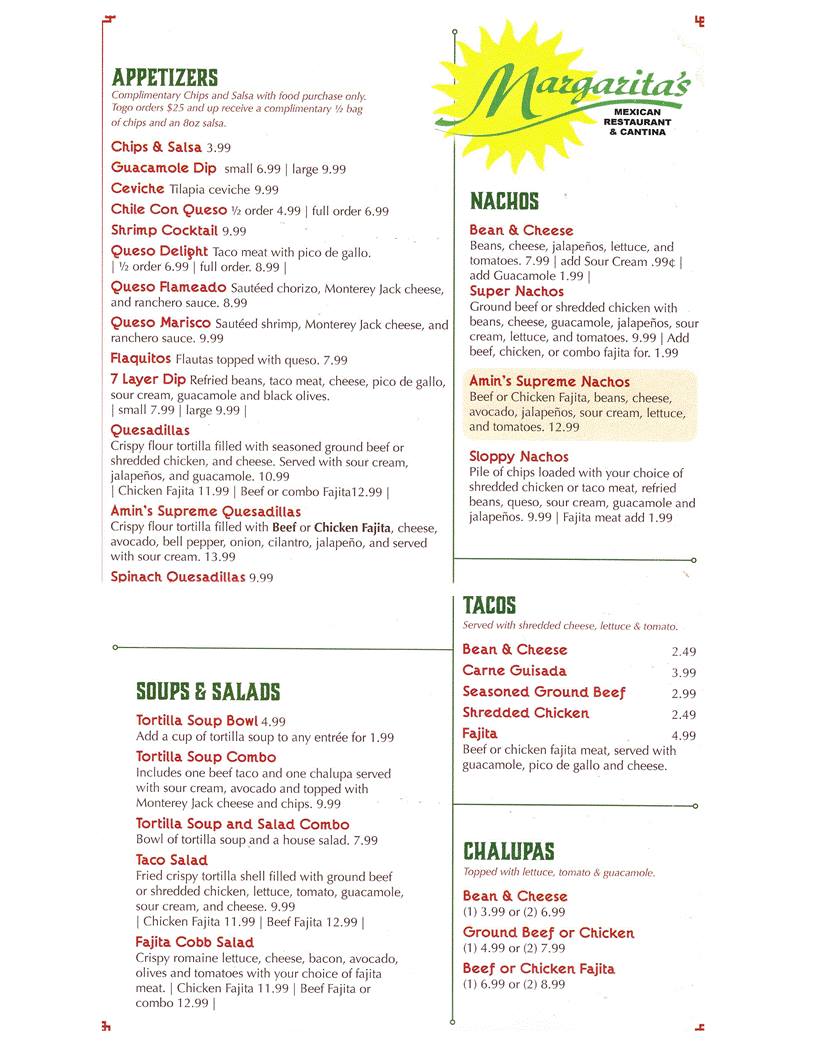 APPETIZERS
Complimentary Chips and Salsa with food purchase only.
Togo orders $25 and up receive a complimentary ½ bag
of chips and an 8oz salsa.
Chips & Salsa 3.99
Guacamole Dip small 6.99 | large 9.99
Ceviche Tilapia ceviche 9.99
Chile Con Queso ½ order 4.99 | full order 6.99
Shrimp Cocktail 9.99
Queso Delight Taco meat with pico de gallo.
| ½ order 6.99 | full order. 8.99 |
Queso Flameado Sautéed chorizo, Monterey Jack cheese,
and ranchero sauce. 8.99
Queso Marisco Sautéed shrimp, Monterey Jack cheese, and
ranchero sauce. 9.99
Flaquitos Flautas topped with queso. 7.99
7 Layer Dip Refried beans, taco meat, cheese, pico de gallo,
sour cream, guacamole and black olives.
| small 7.99 | large 9.99 |
Quesadillas
Crispy flour tortilla filled with seasoned ground beef or
shredded chicken, and cheese. Served with sour cream,
jalapeños, and guacamole. 10.99
| Chicken Fajita 11.99 | Beef or combo Fajita12.99 |
Amin's Supreme Quesadillas
Crispy flour tortilla filled with Beef or Chicken Fajita, cheese,
avocado, bell pepper, onion, cilantro, jalapeño, and served
with sour cream. 13.99
Spinach Quesadillas 9.99
SOUPS & SALADS
Tortilla Soup Bowl 4.99
Add a cup of tortilla soup to any entrée for 1.99
Tortilla Soup Combo
Includes one beef taco and one chalupa served
with sour cream, avocado and topped with
Monterey Jack cheese and chips. 9.99
Tortilla Soup and Salad Combo
Bowl of tortilla soup and a house salad. 7.99
Taco Salad
Fried crispy tortilla shell filled with ground beef
or shredded chicken, lettuce, tomato, guacamole,
sour cream, and cheese. 9.99
| Chicken Fajita 11.99 | Beef Fajita 12.99 |
Fajita Cobb Salad
Crispy romaine lettuce, cheese, bacon, avocado,
olives and tomatoes with your choice of fajita
meat. | Chicken Fajita 11.99 | Beef Fajita or
combo 12.99 |
Margarita's
MEXICAN
RESTAURANT
& CANTINA
NACHOS
Bean & Cheese
Beans, cheese, jalapeños, lettuce, and
tomatoes. 7.99 | add Sour Cream .99¢ |
add Guacamole 1.99 |
Super Nachos
Ground beef or shredded chicken with
beans, cheese, guacamole, jalapeños, sour
cream, lettuce, and tomatoes. 9.99 | Add
beef, chicken, or combo fajita for. 1.99
Amin's Supreme Nachos
Beef or Chicken Fajita, beans, cheese,
avocado, jalapeños, sour cream, lettuce,
and tomatoes. 12.99
Sloppy Nachos
Pile of chips loaded with your choice of
shredded chicken or taco meat, refried
beans, queso, sour cream, guacamole and
jalapeños. 9.99 | Fajita meat add 1.99
TACOS
Served with shredded cheese, lettuce & tomato.
Bean & Cheese 2.49
Carne Guisada 3.99
Seasoned Ground Beef 2.99
Shredded Chicken 2.49
Fajita 4.99
Beef or chicken fajita meat, served with
guacamole, pico de gallo and cheese.
CHALUPAS
Topped with lettuce, tomato & guacamole.
Bean & Cheese
(1) 3.99 or (2) 6.99
Ground Beef or Chicken
(1) 4.99 or (2) 7.99
Beef or Chicken Fajita
(1) 6.99 or (2) 8.99